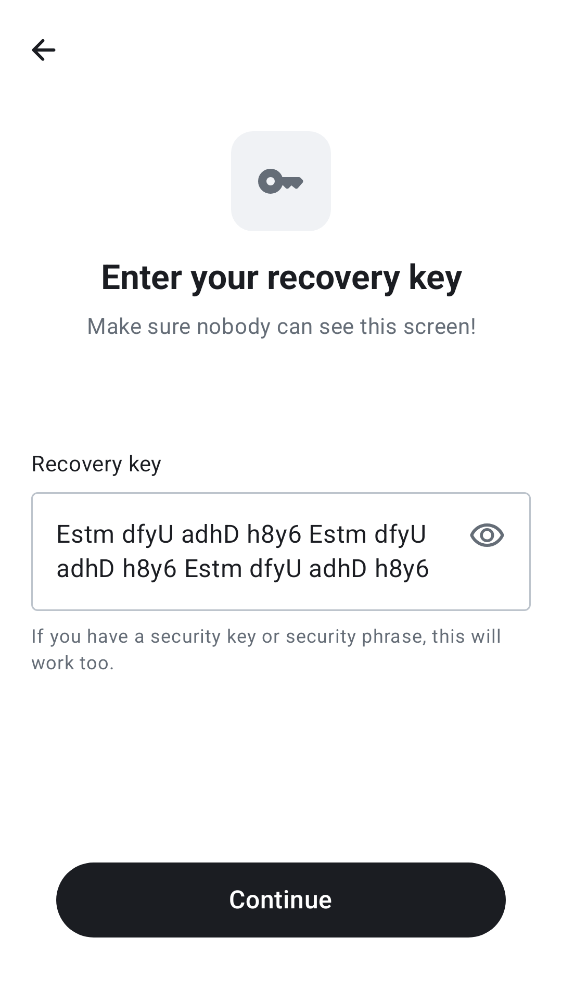 Enter your recovery key
Make sure nobody can see this screen!
Recovery key
Estm dfyU adhD h8y6 Estm dfyU
adhD h8y6 Estm dfyU adhD h8y6
If you have a security key or security phrase, this will
work too.
Continue